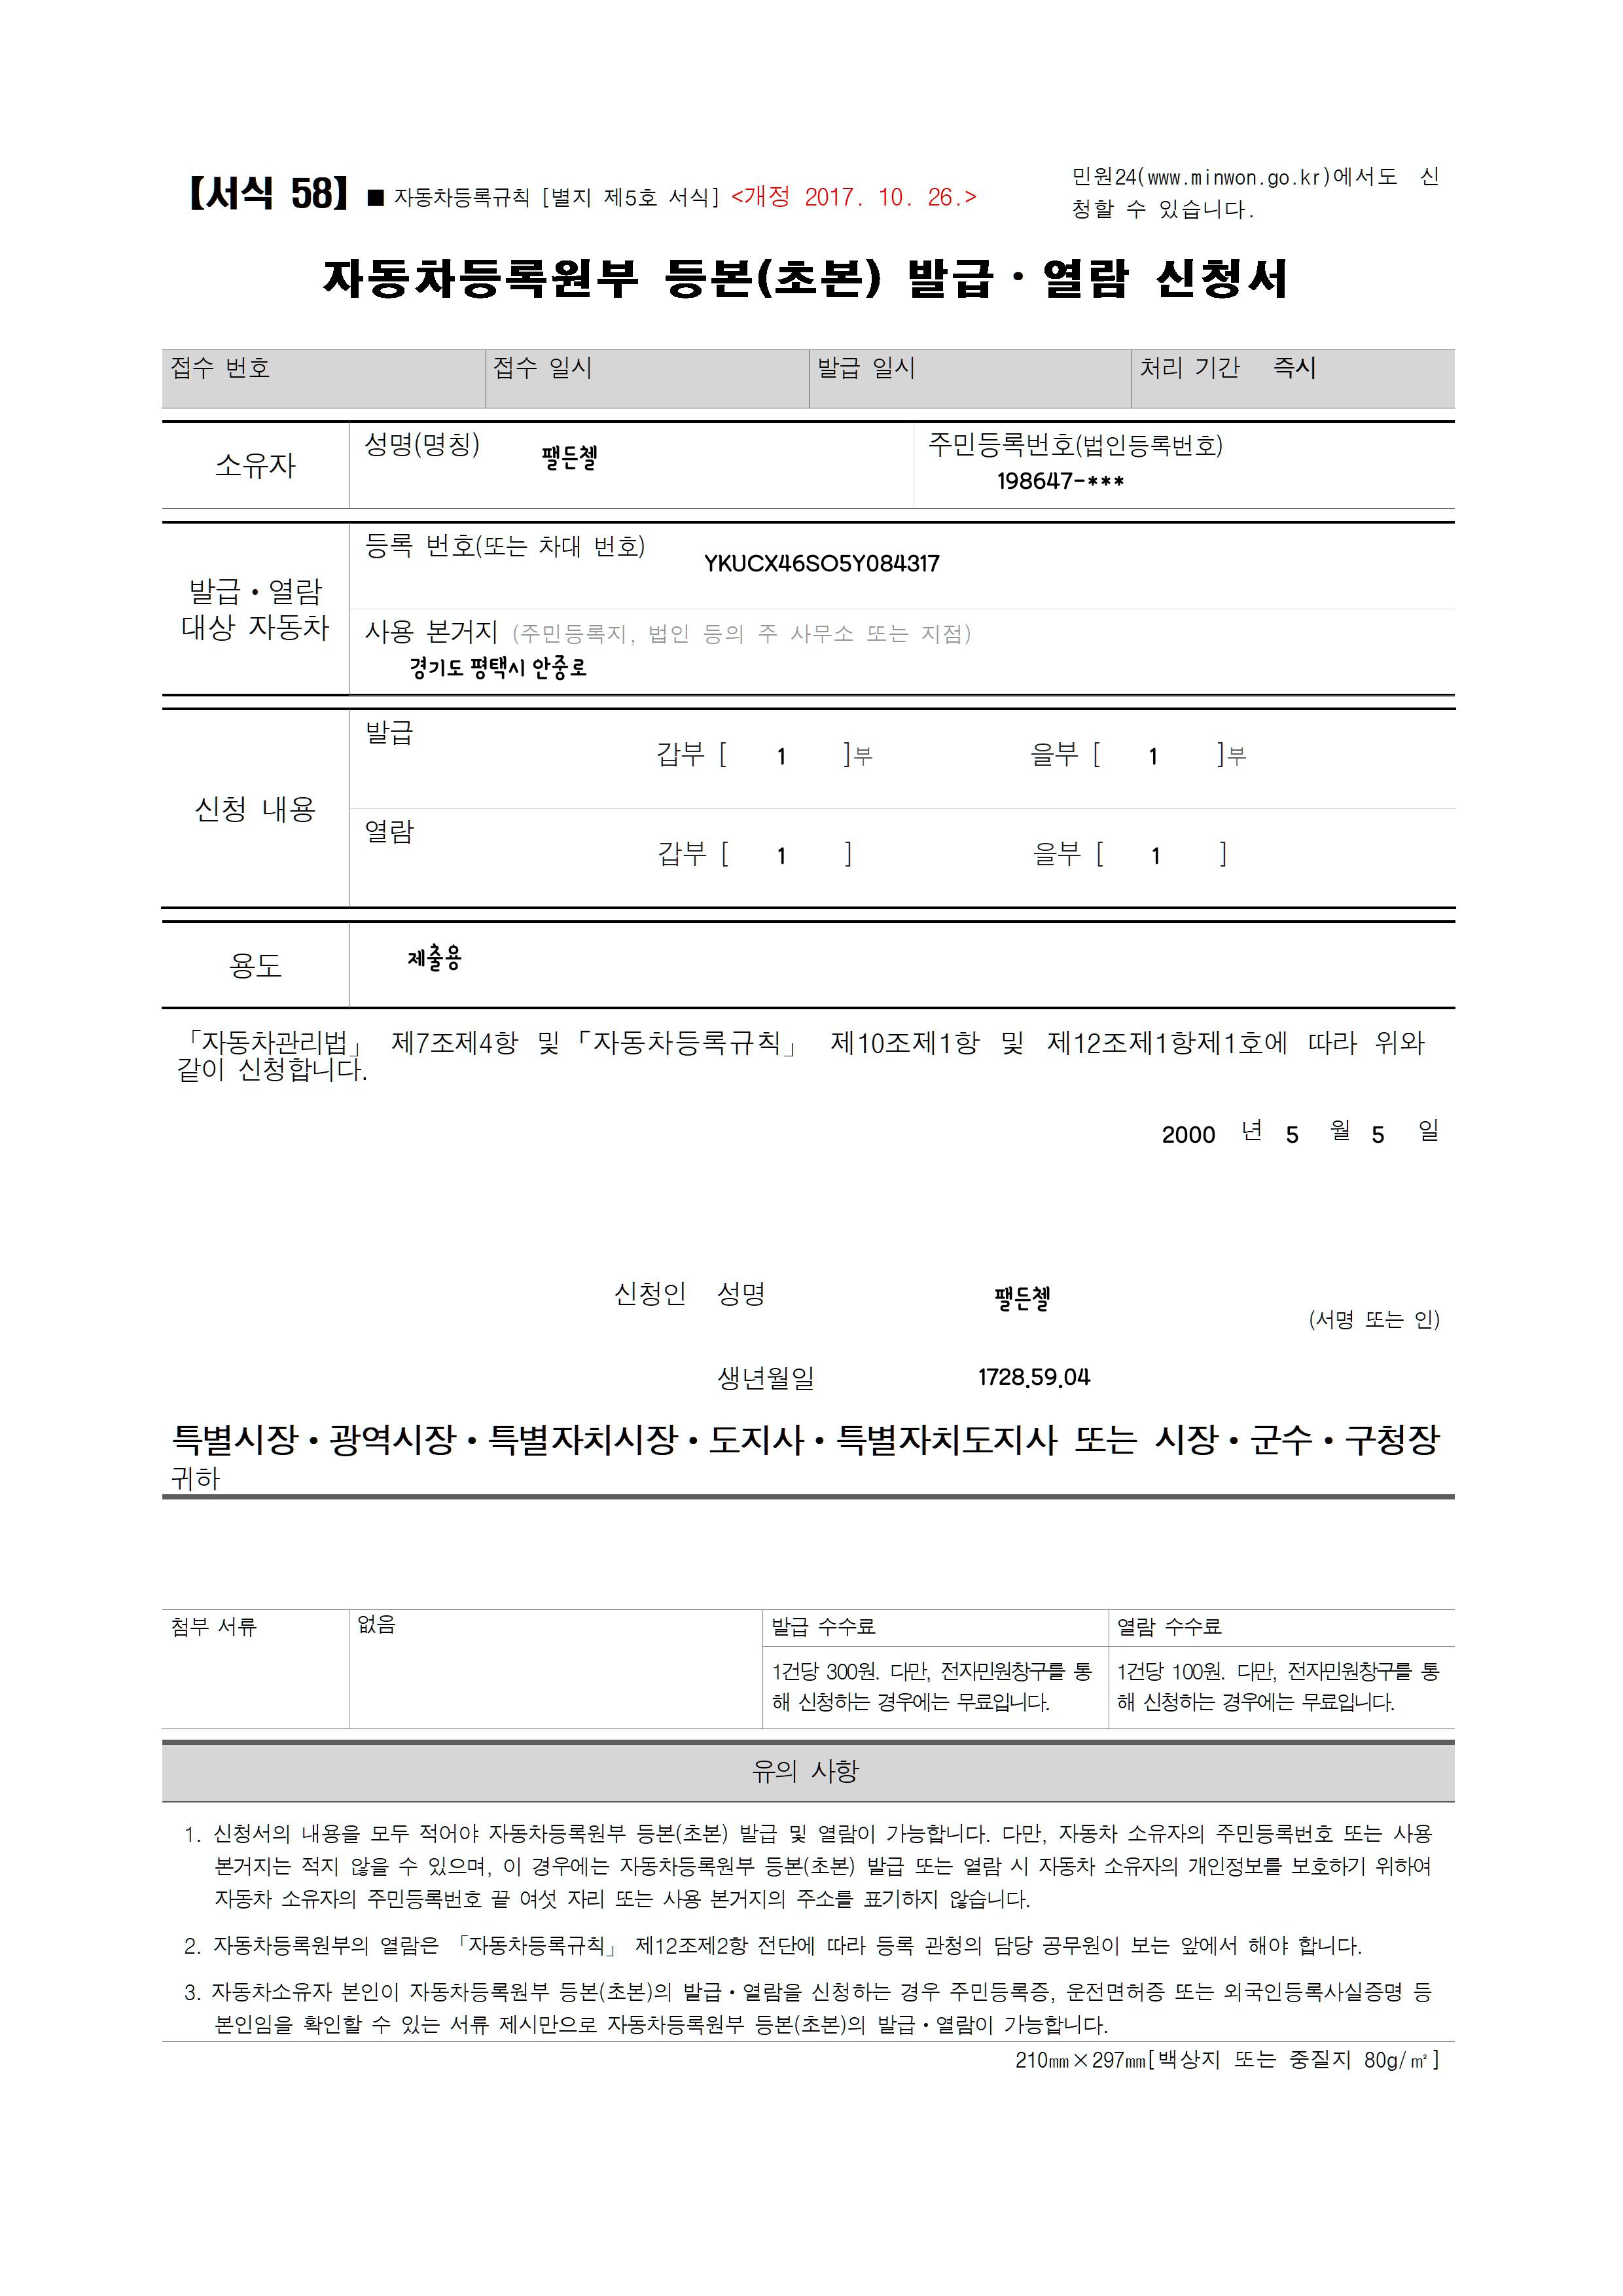 【서식 58】■ 자동차등록규칙 [별지 제5호 서식] <개정 2017. 10. 26.>
민원24(www.minwon.go.kr)에서도 신
청할 수 있습니다.
자동차등록원부 등본(초본) 발급·열람 신청서
접수 번호 접수 일시 발급 일시 처리 기간 즉시
소유자
성명(명칭) 팰든첼
주민등록번호(법인등록번호)
198647-***
발급·열람
대상 자동차
등록 번호(또는 차대 번호) YKUCX46SO5Y084317
사용 본거지 (주민등록지, 법인 등의 주 사무소 또는 지점)
경기도 평택시 안중로
신청 내용
발급
갑부 [ 1 ]부 을부 [ 1 ]부
열람
갑부 [ 1 ] 을부 [ 1 ]
용도 제출용
「자동차관리법」 제7조제4항 및「자동차등록규칙」 제10조제1항 및 제12조제1항제1호에 따라 위와
같이 신청합니다.
2000 년 5 월 5 일
신청인 성명 팰든첼
(서명 또는 인)
생년월일 1728.59.04
특별시장·광역시장·특별자치시장·도지사·특별자치도지사 또는 시장·군수·구청장
귀하
첨부 서류 없음 발급 수수료 열람 수수료
1건당 300원. 다만, 전자민원창구를 통
해 신청하는 경우에는 무료입니다.
1건당 100원. 다만, 전자민원창구를 통
해 신청하는 경우에는 무료입니다.
유의 사항
1. 신청서의 내용을 모두 적어야 자동차등록원부 등본(초본) 발급 및 열람이 가능합니다. 다만, 자동차 소유자의 주민등록번호 또는 사용
본거지는 적지 않을 수 있으며, 이 경우에는 자동차등록원부 등본(초본) 발급 또는 열람 시 자동차 소유자의 개인정보를 보호하기 위하여
자동차 소유자의 주민등록번호 끝 여섯 자리 또는 사용 본거지의 주소를 표기하지 않습니다.
2. 자동차등록원부의 열람은 「자동차등록규칙」 제12조제2항 전단에 따라 등록 관청의 담당 공무원이 보는 앞에서 해야 합니다.
3. 자동차소유자 본인이 자동차등록원부 등본(초본)의 발급·열람을 신청하는 경우 주민등록증, 운전면허증 또는 외국인등록사실증명 등
본인임을 확인할 수 있는 서류 제시만으로 자동차등록원부 등본(초본)의 발급·열람이 가능합니다.
210㎜×297㎜[백상지 또는 중질지 80g/㎡]